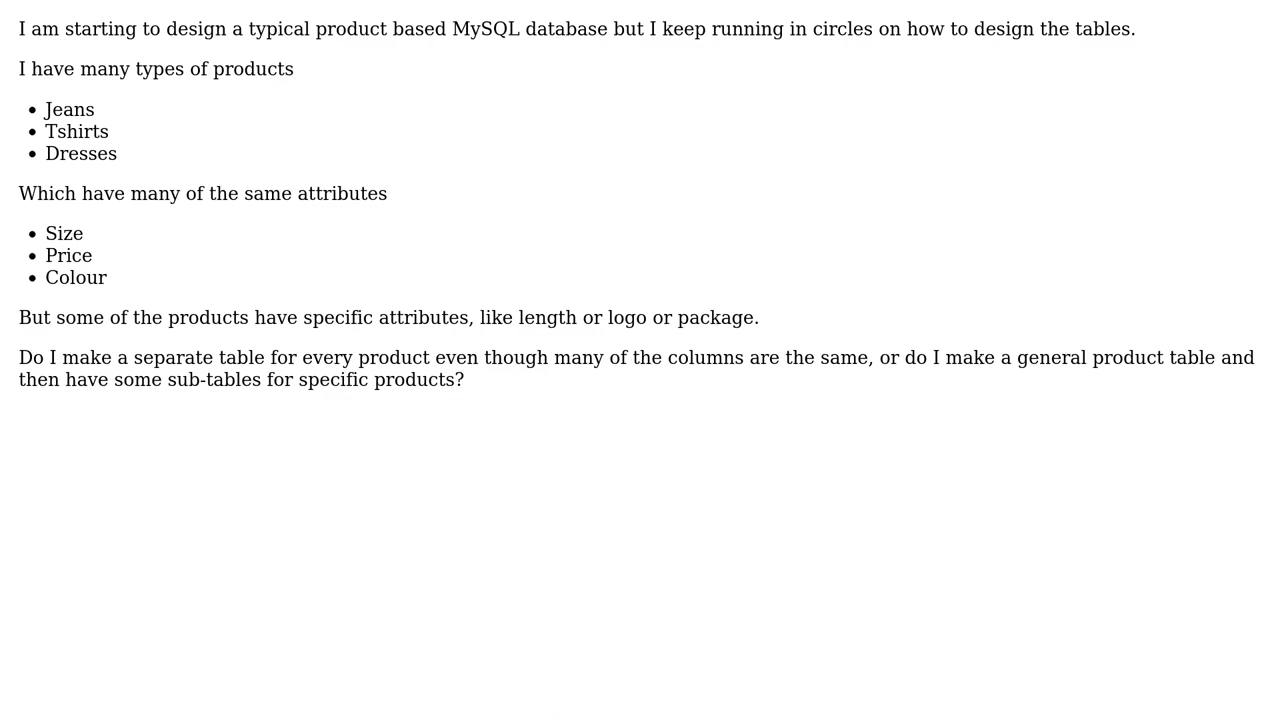 I am starting to design a typical product based MySQL database but I keep running in circles on how to design the tables.
I have many types of products
• Jeans
• Tshirts
• Dresses
Which have many of the same attributes
• Size
• Price
• Colour
But some of the products have specific attributes, like length or logo or package.
Do I make a separate table for every product even though many of the columns are the same, or do I make a general product table and
then have some sub-tables for specific products?